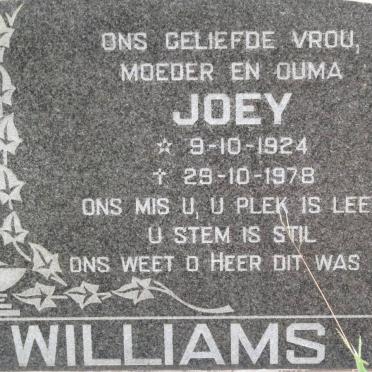 ONS GELIEFDE VROU,
MOEDER EN OUMA
JOEY
☆ 9-10-1924
✝ 29-10-1978
ONS MIS U, U PLEK IS LEE
U STEM IS STIL
ONS WEET O HEER DIT WAS
WILLIAMS